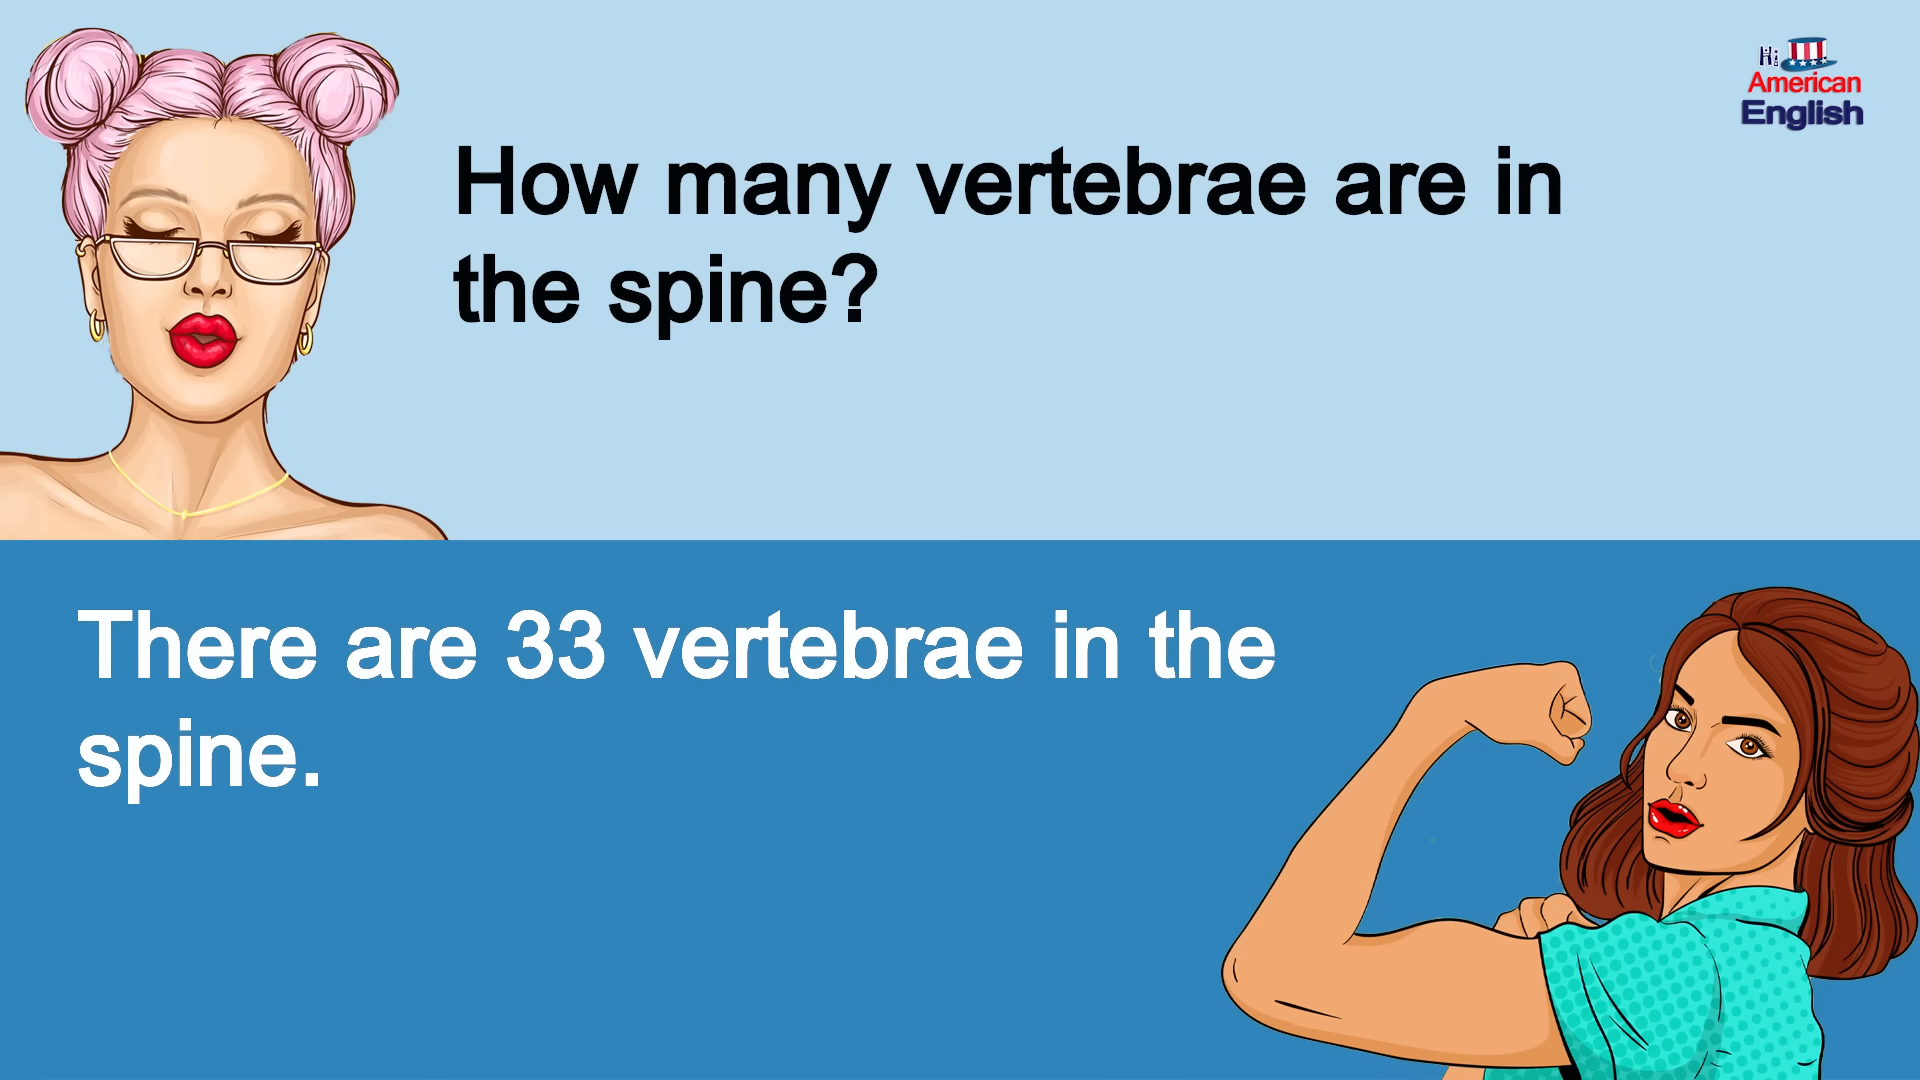 Hi
American
English
How many vertebrae are in
the spine?
There are 33 vertebrae in the
spine.